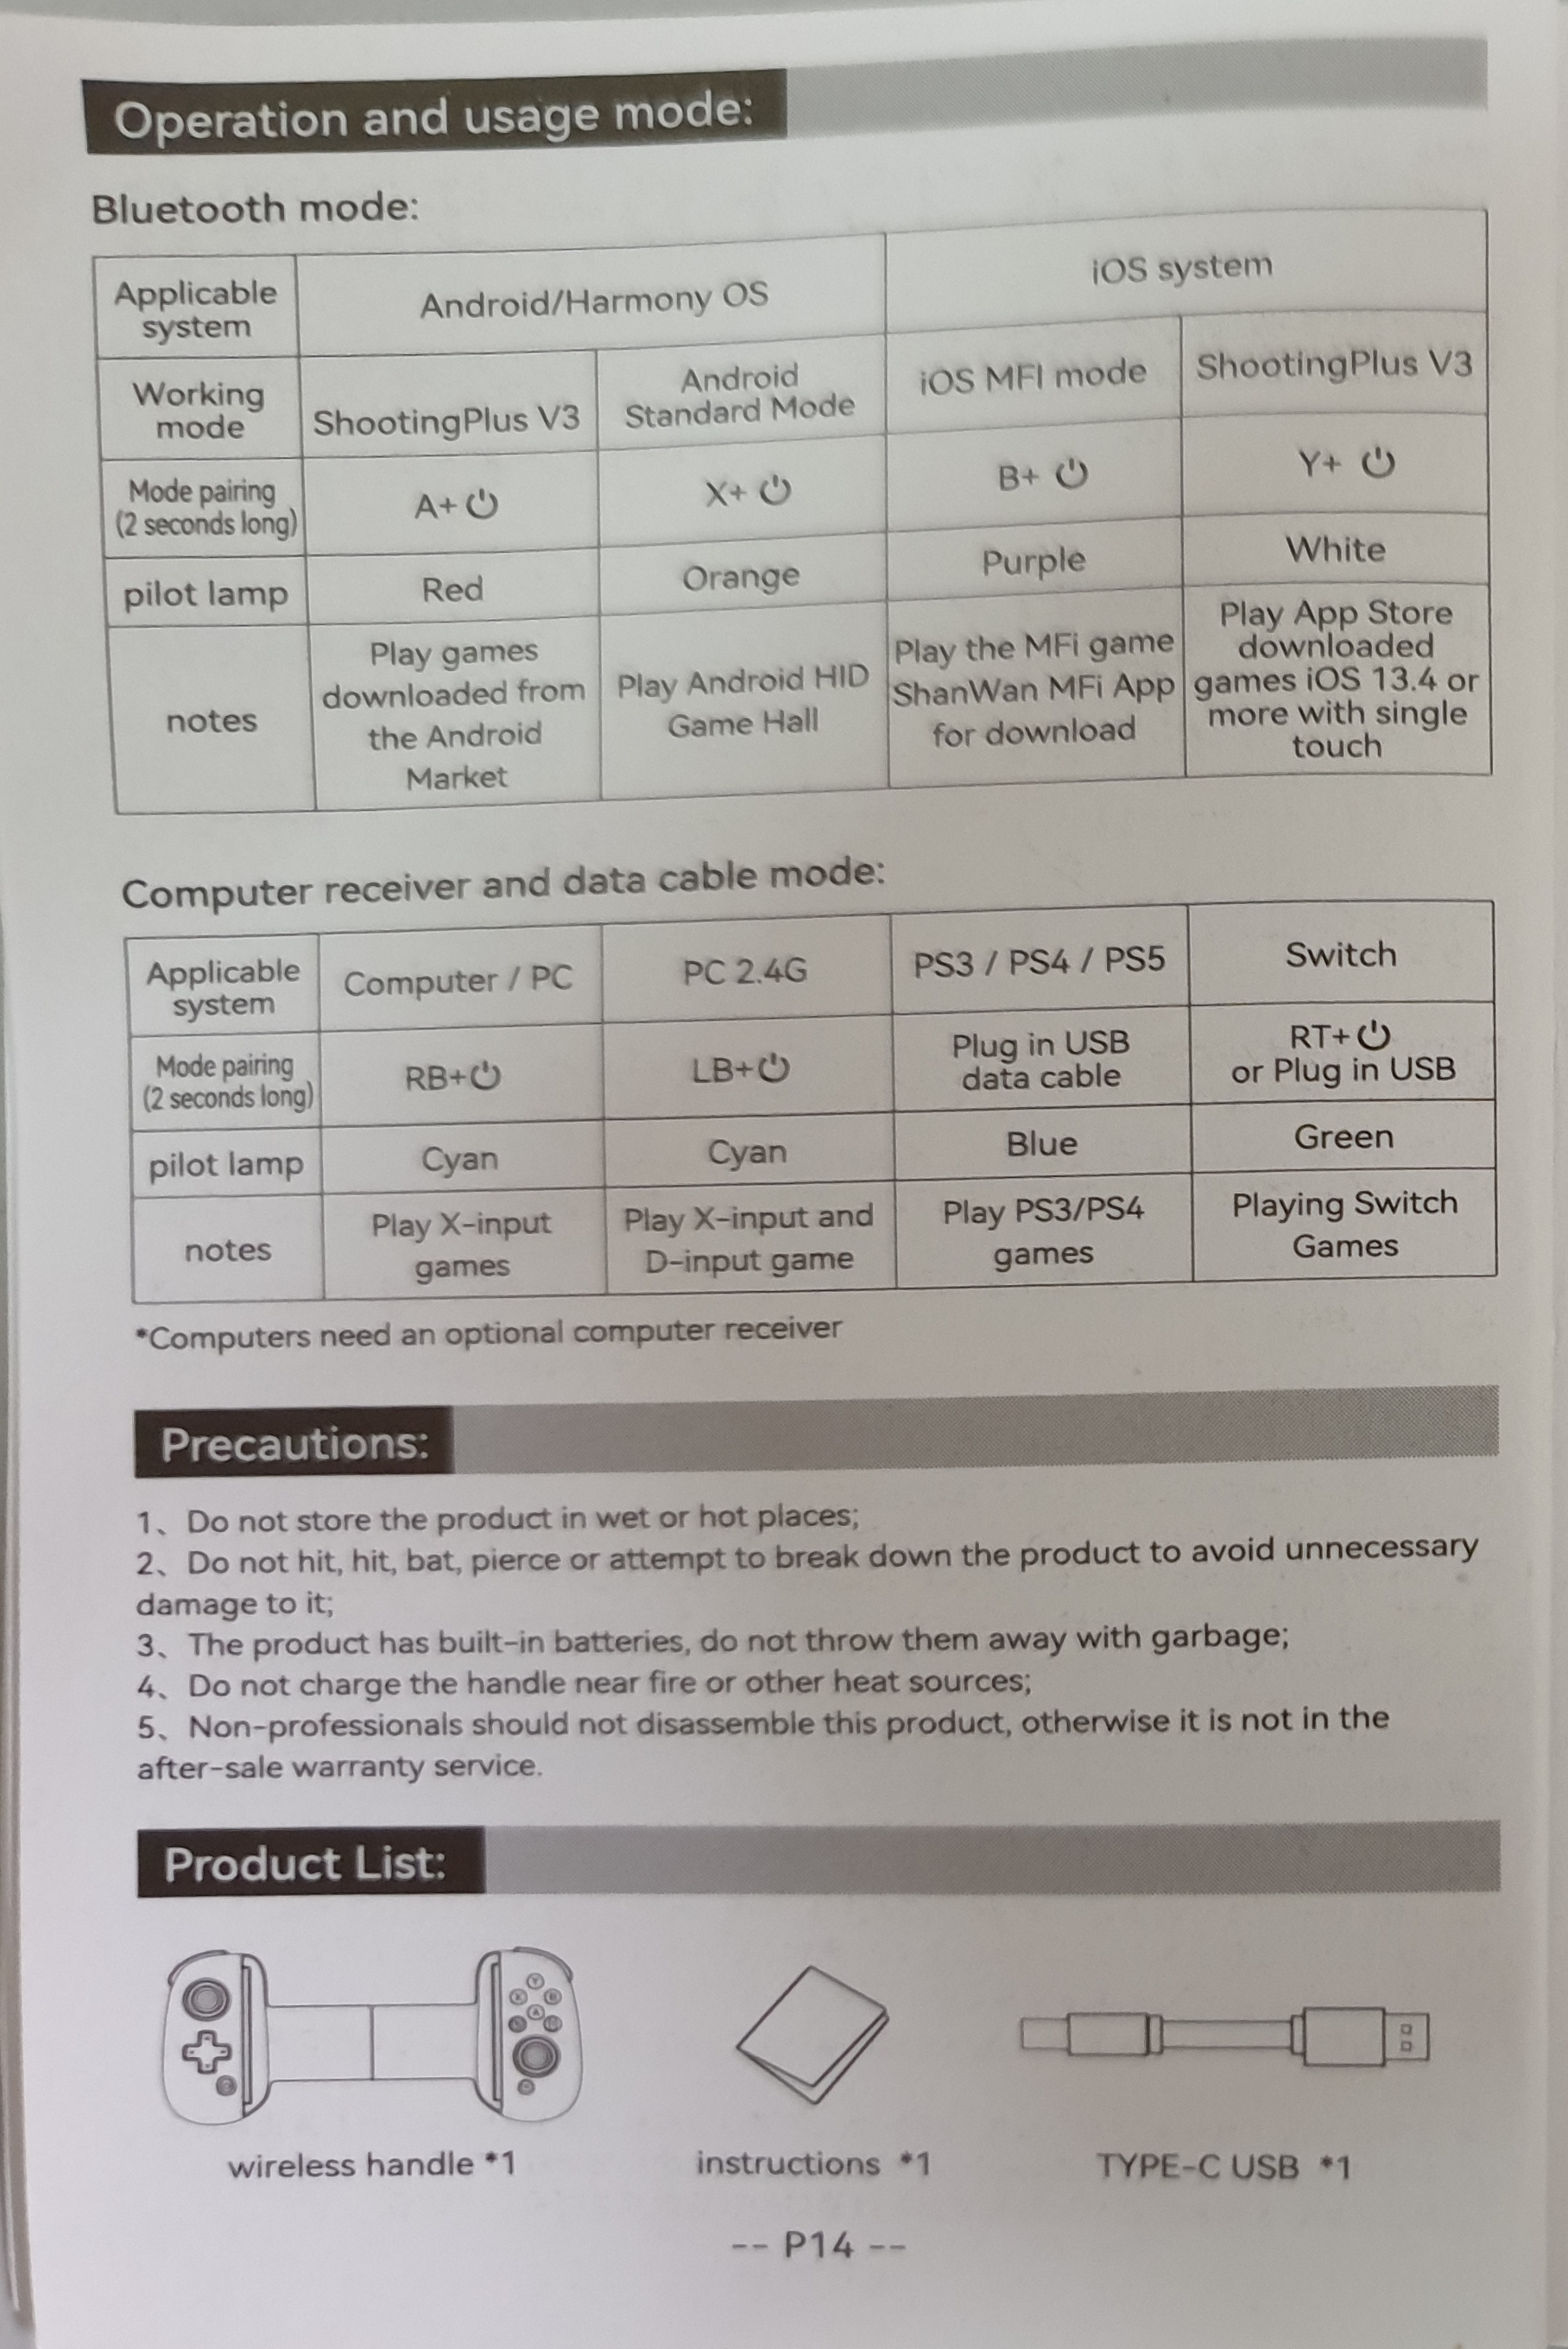 Operation and usage mode:
Bluetooth mode:
Applicable system
Android/Harmony OS
iOS system
Working mode
ShootingPlus V3
Android Standard Mode
iOS MFI mode
ShootingPlus V3
Mode pairing (2 seconds long)
A+⏻
X+⏻
B+⏻
Y+⏻
pilot lamp
Red
Orange
Purple
White
notes
Play games downloaded from the Android Market
Play Android HID Game Hall
Play the MFi game ShanWan MFi App for download
Play App Store downloaded games iOS 13.4 or more with single touch
Computer receiver and data cable mode:
Applicable system
Computer / PC
PC 2.4G
PS3 / PS4 / PS5
Switch
Mode pairing (2 seconds long)
RB+⏻
LB+⏻
Plug in USB data cable
RT+⏻ or Plug in USB
pilot lamp
Cyan
Cyan
Blue
Green
notes
Play X-input games
Play X-input and D-input game
Play PS3/PS4 games
Playing Switch Games
*Computers need an optional computer receiver
Precautions:
1、Do not store the product in wet or hot places;
2、Do not hit, hit, bat, pierce or attempt to break down the product to avoid unnecessary
damage to it;
3、The product has built-in batteries, do not throw them away with garbage;
4、Do not charge the handle near fire or other heat sources;
5、Non-professionals should not disassemble this product, otherwise it is not in the
after-sale warranty service.
Product List:
Y
X
B
A
wireless handle *1
instructions *1
TYPE-C USB *1
-- P14 --